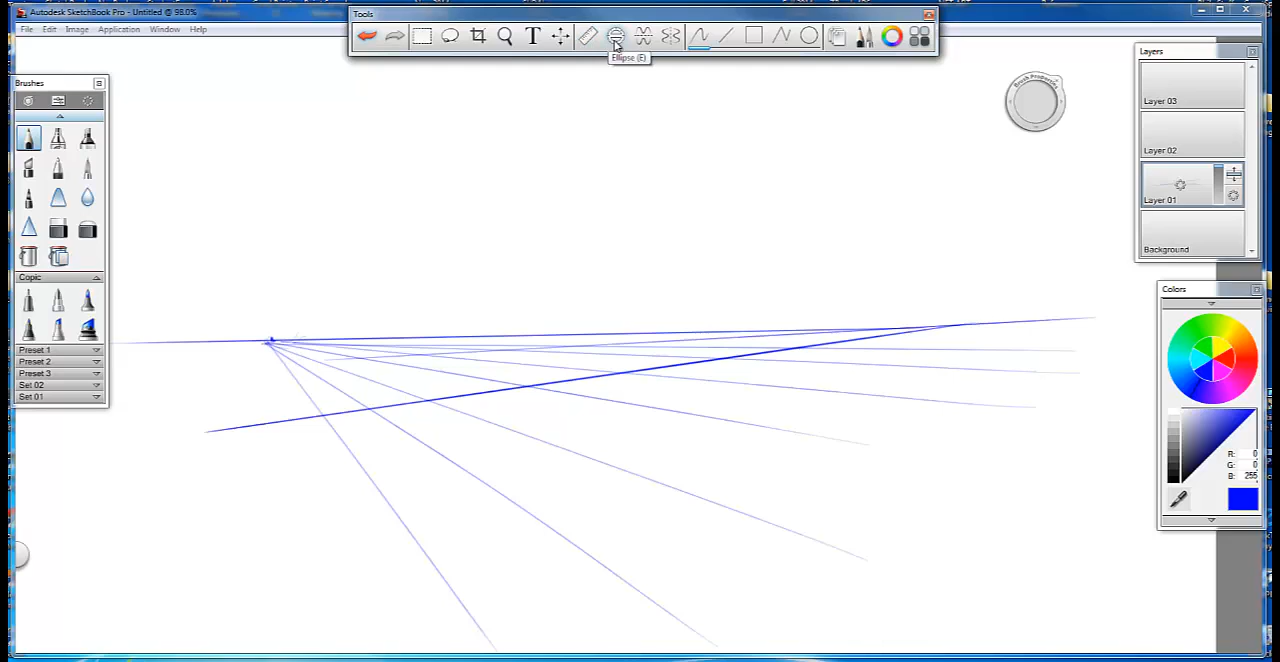 Autodesk SketchBook Pro - Untitled @ 98.0%
Tools
File Edit Image Application Window Help
T
Ellipse (E)
Layers
Layer 03
Layer 02
Layer 01
Background
Brush Properties
Brushes
Copic
Preset 1
Preset 2
Preset 3
Set 02
Set 01
Colors
R: 0
G: 0
B: 255